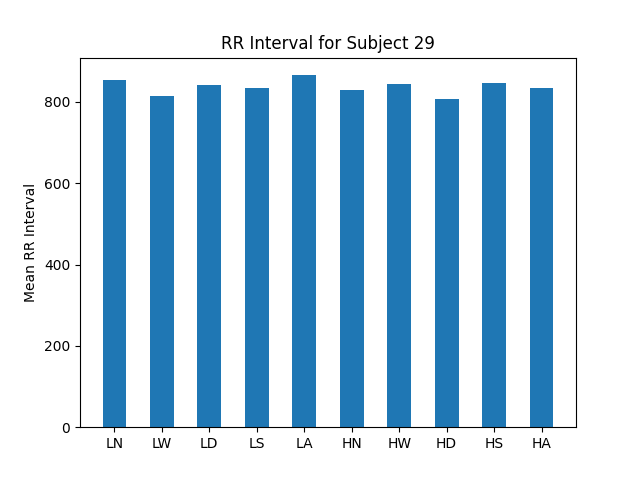 RR Interval for Subject 29
Mean RR Interval
800
600
400
200
0
LN LW LD LS LA HN HW HD HS HA